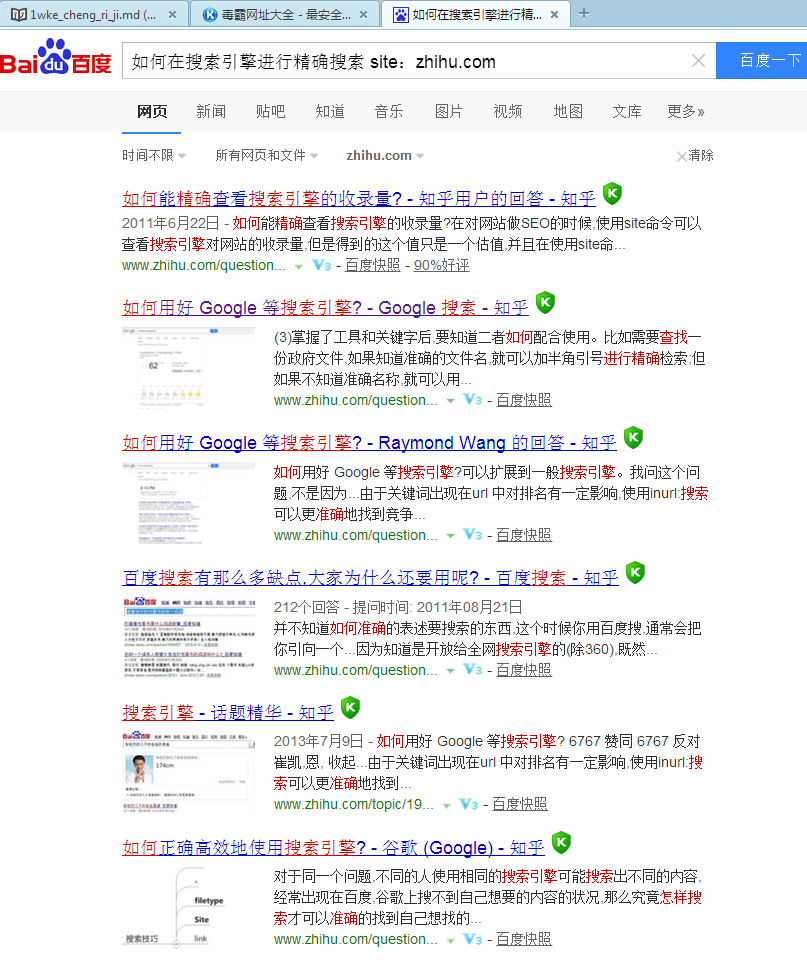 1wke_cheng_ri_ji.md (... × 毒霸网址大全 - 最安全... × 如何在搜索引擎进行精... × +
Bai du 百度 如何在搜索引擎进行精确搜索 site：zhihu.com × 百度一下
网页 新闻 贴吧 知道 音乐 图片 视频 地图 文库 更多»
时间不限 所有网页和文件 zhihu.com ×清除
如何能精确查看搜索引擎的收录量? - 知乎用户的回答 - 知乎
2011年6月22日 - 如何能精确查看搜索引擎的收录量?在对网站做SEO的时候,使用site命令可以
查看搜索引擎对网站的收录量,但是得到的这个值只是一个估值,并且在使用site命...
www.zhihu.com/question... V3 - 百度快照 - 90%好评
如何用好 Google 等搜索引擎? - Google 搜索 - 知乎
(3)掌握了工具和关键字后,要知道二者如何配合使用。比如需要查找一
份政府文件,如果知道准确的文件名,就可以加半角引号进行精确检索;但
如果不知道准确名称,就可以用...
www.zhihu.com/question... V3 - 百度快照
如何用好 Google 等搜索引擎? - Raymond Wang 的回答 - 知乎
如何用好 Google 等搜索引擎?可以扩展到一般搜索引擎。我问这个问
题,不是因为...由于关键词出现在url 中对排名有一定影响,使用inurl:搜索
可以更准确地找到竞争...
www.zhihu.com/question... V3 - 百度快照
百度搜索有那么多缺点,大家为什么还要用呢? - 百度搜索 - 知乎
212个回答 - 提问时间: 2011年08月21日
并不知道如何准确的表述要搜索的东西,这个时候你用百度搜,通常会把
你引向一个...因为知道是开放给全网搜索引擎的(除360),既然...
www.zhihu.com/question... V3 - 百度快照
搜索引擎 - 话题精华 - 知乎
174cm
2013年7月9日 - 如何用好 Google 等搜索引擎? 6767 赞同 6767 反对
崔凯,恩, 收起...由于关键词出现在url 中对排名有一定影响,使用inurl:搜
索可以更准确地找到...
www.zhihu.com/topic/19... V3 - 百度快照
如何正确高效地使用搜索引擎? - 谷歌 (Google) - 知乎
filetype
Site
搜索技巧 link
对于同一个问题,不同的人使用相同的搜索引擎可能搜索出不同的内容,
经常出现在百度,谷歌上搜不到自己想要的内容的状况,那么究竟怎样搜
索才可以准确的找到自己想找的...
www.zhihu.com/question... V3 - 百度快照